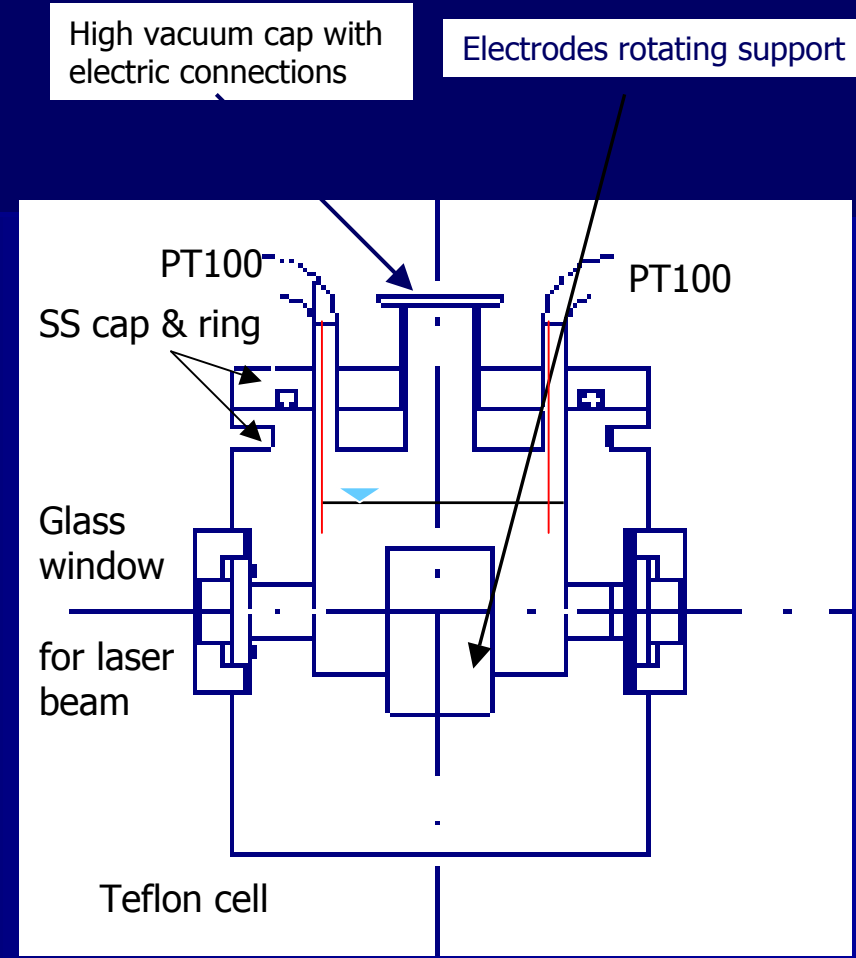 High vacuum cap with
electric connections
Electrodes rotating support
PT100
PT100
SS cap & ring
Glass
window
for laser
beam
Teflon cell